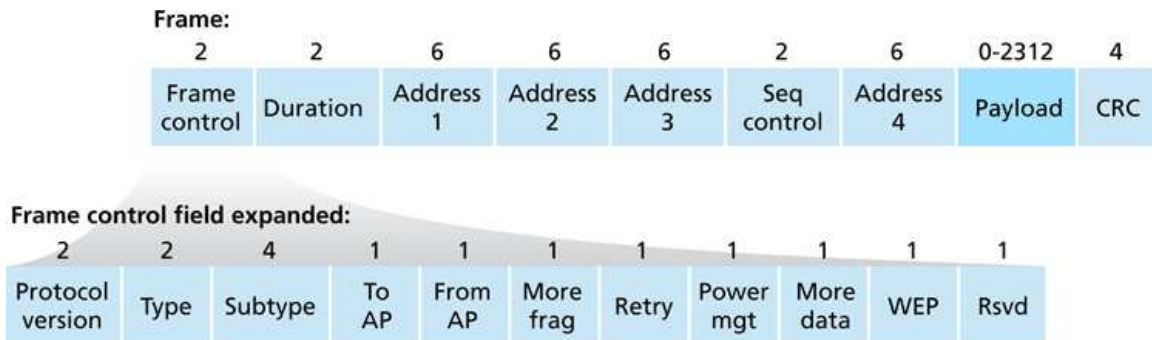 Frame:
2 2 6 6 6 2 6 0-2312 4
Frame control Duration Address 1 Address 2 Address 3 Seq control Address 4 Payload CRC
Frame control field expanded:
2 2 4 1 1 1 1 1 1 1 1
Protocol version Type Subtype To AP From AP More frag Retry Power mgt More data WEP Rsvd